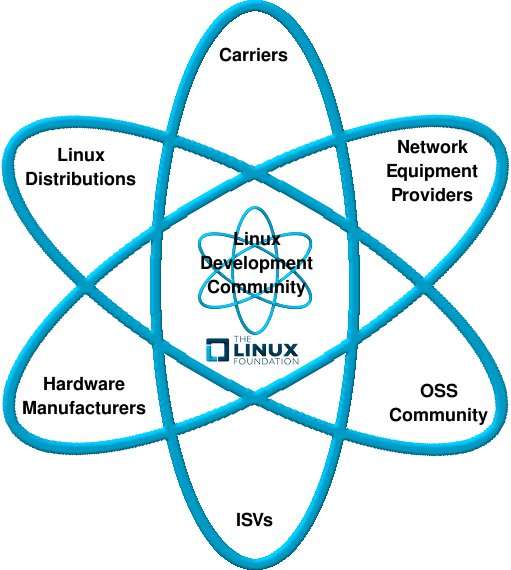 Carriers
Linux
Distributions
Network
Equipment
Providers
Linux
Development
Community
THE
LINUX
FOUNDATION
Hardware
Manufacturers
OSS
Community
ISVs